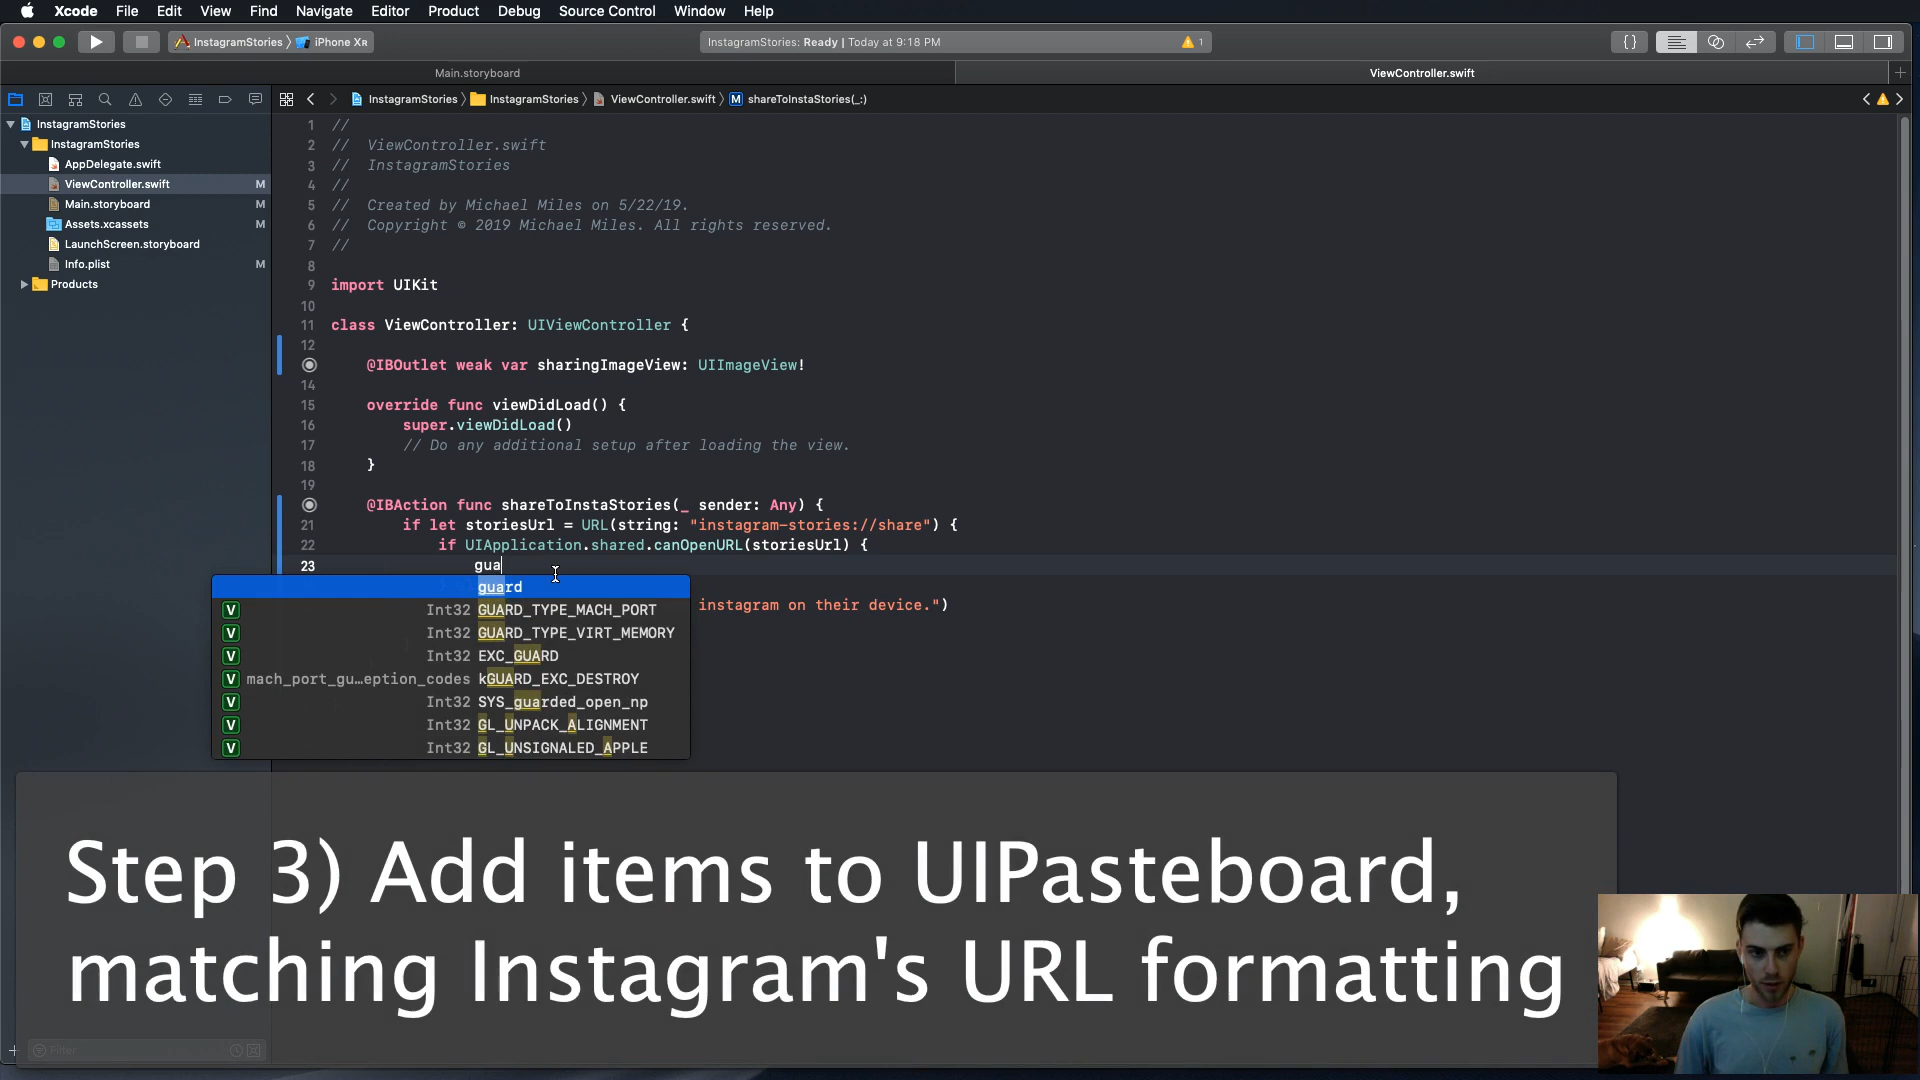 Xcode File Edit View Find Navigate Editor Product Debug Source Control Window Help
InstagramStories iPhone XR
InstagramStories: Ready | Today at 9:18 PM
1
Main.storyboard
ViewController.swift
InstagramStories InstagramStories ViewController.swift M shareToInstaStories(_:)
InstagramStories
InstagramStories
AppDelegate.swift
ViewController.swift M
Main.storyboard M
Assets.xcassets M
LaunchScreen.storyboard
Info.plist M
Products
1 //
2 // ViewController.swift
3 // InstagramStories
4 //
5 // Created by Michael Miles on 5/22/19.
6 // Copyright © 2019 Michael Miles. All rights reserved.
7 //
8
9 import UIKit
10
11 class ViewController: UIViewController {
12
@IBOutlet weak var sharingImageView: UIImageView!
14
15 override func viewDidLoad() {
16 super.viewDidLoad()
17 // Do any additional setup after loading the view.
18 }
19
@IBAction func shareToInstaStories(_ sender: Any) {
21 if let storiesUrl = URL(string: "instagram-stories://share") {
22 if UIApplication.shared.canOpenURL(storiesUrl) {
23 gua
guard
V Int32 GUARD_TYPE_MACH_PORT
instagram on their device.")
V Int32 GUARD_TYPE_VIRT_MEMORY
V Int32 EXC_GUARD
V mach_port_gu…eption_codes kGUARD_EXC_DESTROY
V Int32 SYS_guarded_open_np
V Int32 GL_UNPACK_ALIGNMENT
V Int32 GL_UNSIGNALED_APPLE
Step 3) Add items to UIPasteboard,
matching Instagram's URL formatting
Filter